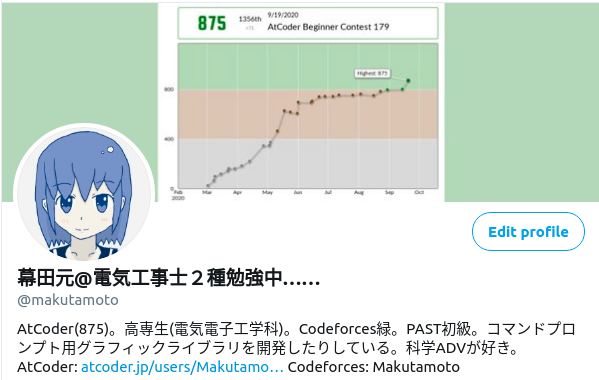 875
1356th
+71
9/19/2020
AtCoder Beginner Contest 179
Highest: 875
800
400
0
Feb
2020
Mar
Apr
May
Jun
Jul
Aug
Sep
Oct
Edit profile
幕田元@電気工事士２種勉強中……
@makutamoto
AtCoder(875)。高専生(電気電子工学科)。Codeforces緑。PAST初級。コマンドプロ
ンプト用グラフィックライブラリを開発したりしている。科学ADVが好き。
AtCoder: atcoder.jp/users/Makutamo… Codeforces: Makutamoto